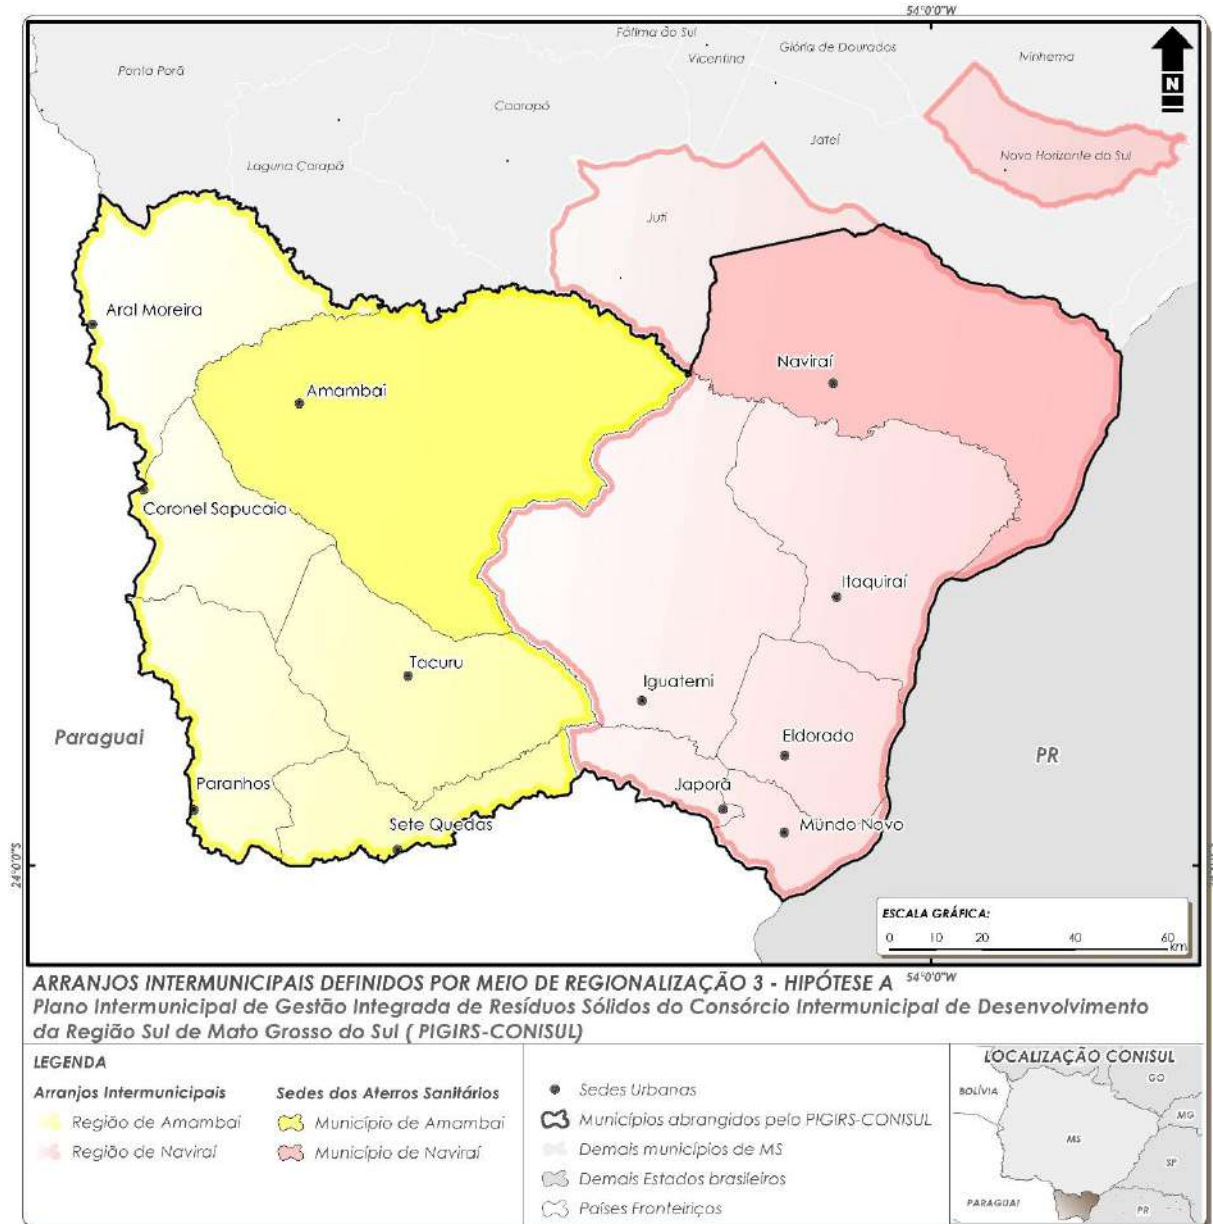 54°0'0"W
Fátima do Sul
Vicentina
Glória de Dourados
Ivinhema
Ponta Porã
N
Caarapó
Jateí
Laguna Carapã
Novo Horizonte do Sul
Juti
Aral Moreira
Naviraí
Amambai
Coronel Sapucaia
Itaquiraí
Tacuru
Iguatemi
Paraguai
Eldorado
PR
Paranhos
Japorã
Sete Quedas
Mundo Novo
24°0'0"S
ESCALA GRÁFICA:
0 10 20 40 60
km
ARRANJOS INTERMUNICIPAIS DEFINIDOS POR MEIO DE REGIONALIZAÇÃO 3 - HIPÓTESE A
54°0'0"W
Plano Intermunicipal de Gestão Integrada de Resíduos Sólidos do Consórcio Intermunicipal de Desenvolvimento
da Região Sul de Mato Grosso do Sul ( PIGIRS-CONISUL)
LEGENDA
Arranjos Intermunicipais
Região de Amambai
Região de Naviraí
Sedes dos Aterros Sanitários
Município de Amambai
Município de Naviraí
Sedes Urbanas
Municípios abrangidos pelo PIGIRS-CONISUL
Demais municípios de MS
Demais Estados brasileiros
Países Fronteiriços
LOCALIZAÇÃO CONISUL
GO
BOLÍVIA
MG
MS
SP
PARAGUAI
PR